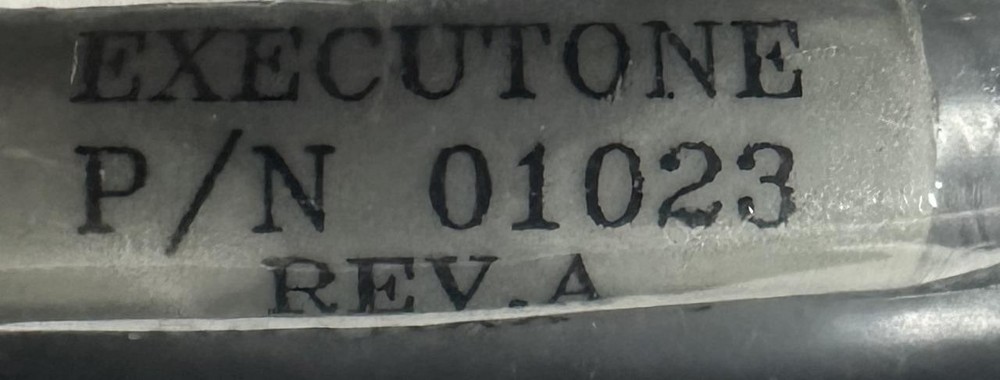 EXECUTONE
P/N 01023
REV.A